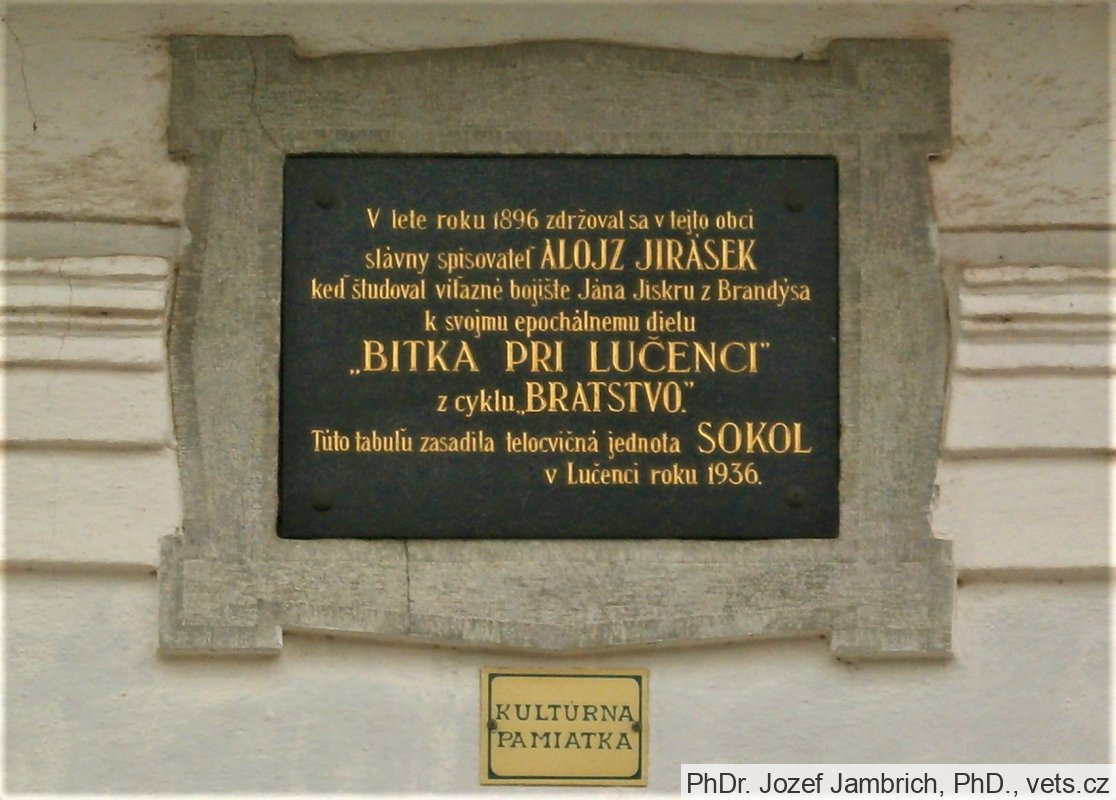 V lete roku 1896 zdržoval sa v tejto obci
slávny spisovateľ ALOJZ JIRÁSEK
keď študoval víťazné bojište Jána Jiskru z Brandýsa
k svojmu epochálnemu dielu
„BITKA PRI LUČENCI"
z cyklu „BRATSTVO."
Túto tabuľu zasadila telocvičná jednota SOKOL
v Lučenci roku 1936.
KULTÚRNA
PAMIATKA
PhDr. Jozef Jambrich, PhD., vets.cz